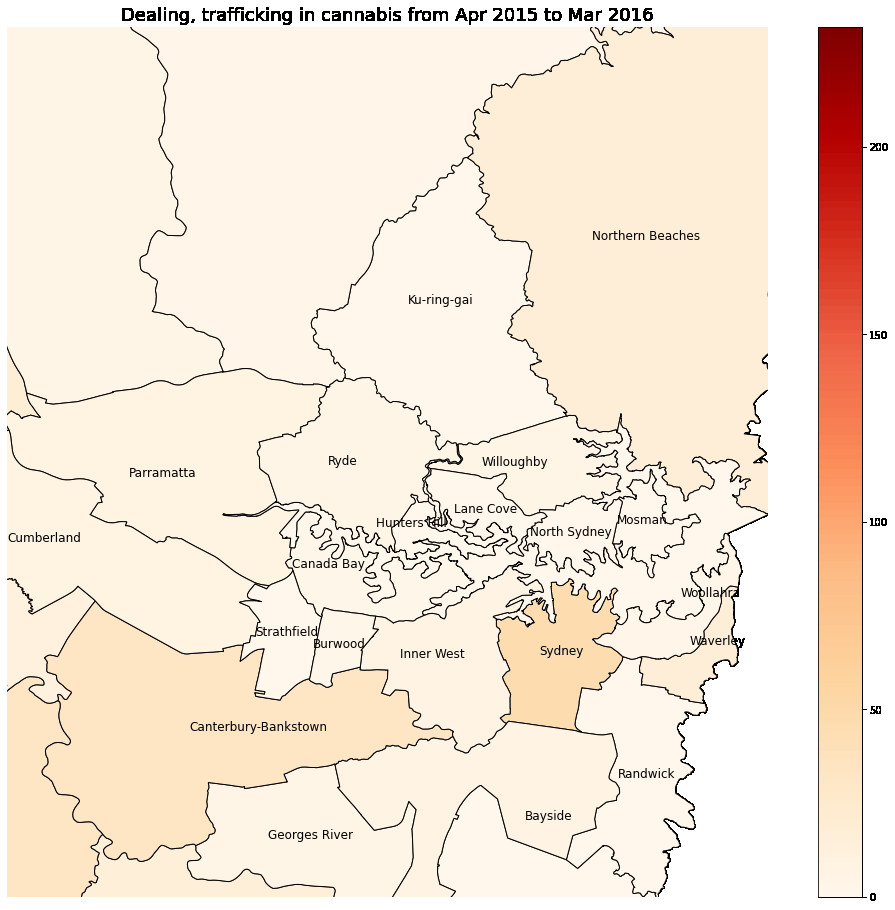 Dealing, trafficking in cannabis from Apr 2015 to Mar 2016
200
Northern Beaches
Ku-ring-gai
150
Ryde
Willoughby
Parramatta
Lane Cove
Hunters Hill
Mosman
100
North Sydney
Cumberland
Canada Bay
Woollahra
Strathfield
Burwood
Waverley
Inner West
Sydney
50
Canterbury-Bankstown
Randwick
Bayside
Georges River
0